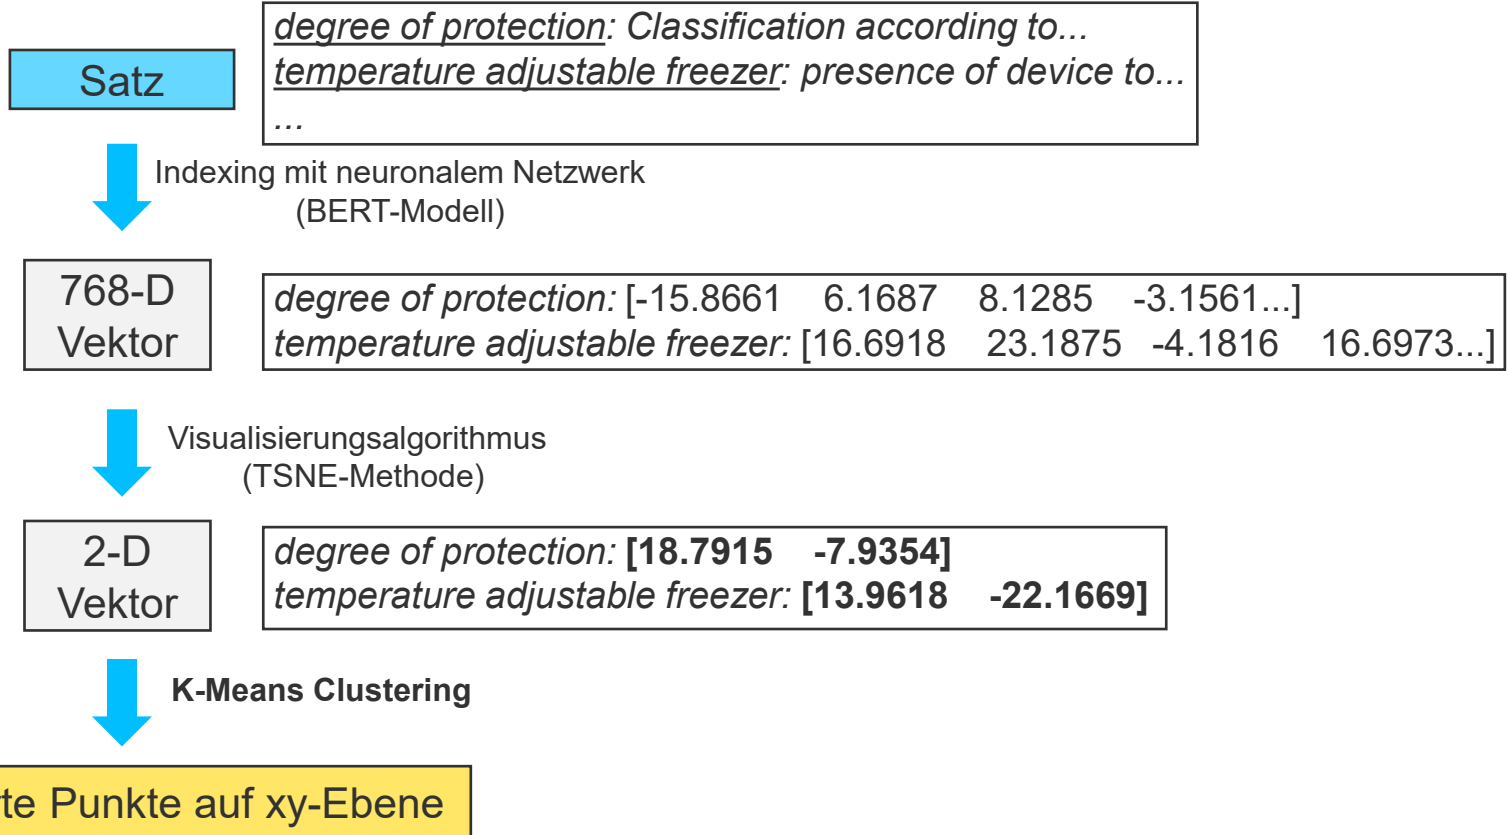 Satz
degree of protection: Classification according to...
temperature adjustable freezer: presence of device to...
...
Indexing mit neuronalem Netzwerk
(BERT-Modell)
768-D
Vektor
degree of protection: [-15.8661 6.1687 8.1285 -3.1561...]
temperature adjustable freezer: [16.6918 23.1875 -4.1816 16.6973...]
Visualisierungsalgorithmus
(TSNE-Methode)
2-D
Vektor
degree of protection: [18.7915 -7.9354]
temperature adjustable freezer: [13.9618 -22.1669]
K-Means Clustering
Punkte auf xy-Ebene